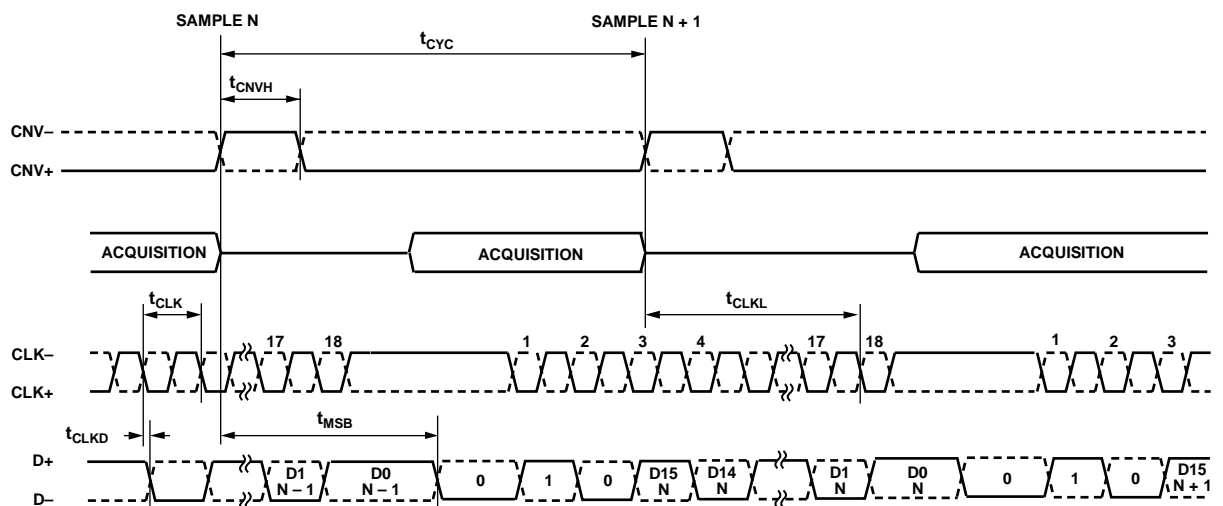 SAMPLE N SAMPLE N + 1
tCYC
tCNVH
CNV–
CNV+
ACQUISITION ACQUISITION ACQUISITION
tCLK tCLKL
17 18 1 2 3 4 17 18 1 2 3
CLK–
CLK+
tMSB
tCLKD
D+
D1 D0 0 1 0 D15 D14 D1 D0 0 1 0 D15
N – 1 N – 1 N N N N N + 1
D–